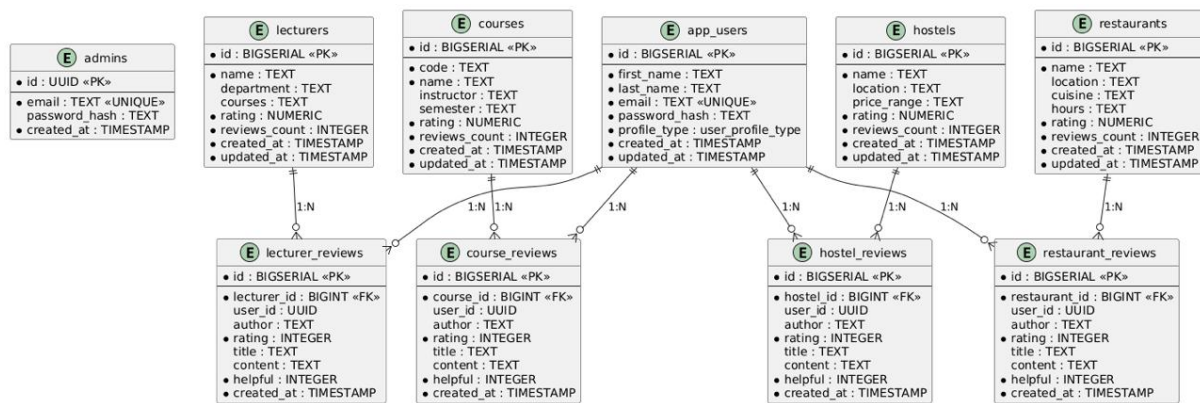 E admins
id : UUID «PK»
email : TEXT «UNIQUE»
password_hash : TEXT
created_at : TIMESTAMP
E lecturers
id : BIGSERIAL «PK»
name : TEXT
department : TEXT
courses : TEXT
rating : NUMERIC
reviews_count : INTEGER
created_at : TIMESTAMP
updated_at : TIMESTAMP
E courses
id : BIGSERIAL «PK»
code : TEXT
name : TEXT
instructor : TEXT
semester : TEXT
rating : NUMERIC
reviews_count : INTEGER
created_at : TIMESTAMP
updated_at : TIMESTAMP
E app_users
id : BIGSERIAL «PK»
first_name : TEXT
last_name : TEXT
email : TEXT «UNIQUE»
password_hash : TEXT
profile_type : user_profile_type
created_at : TIMESTAMP
updated_at : TIMESTAMP
E hostels
id : BIGSERIAL «PK»
name : TEXT
location : TEXT
price_range : TEXT
rating : NUMERIC
reviews_count : INTEGER
created_at : TIMESTAMP
updated_at : TIMESTAMP
E restaurants
id : BIGSERIAL «PK»
name : TEXT
location : TEXT
cuisine : TEXT
hours : TEXT
rating : NUMERIC
reviews_count : INTEGER
created_at : TIMESTAMP
updated_at : TIMESTAMP
1:N
1:N
1:N
1:N
1:N
1:N
1:N
1:N
E lecturer_reviews
id : BIGSERIAL «PK»
lecturer_id : BIGINT «FK»
user_id : UUID
author : TEXT
rating : INTEGER
title : TEXT
content : TEXT
helpful : INTEGER
created_at : TIMESTAMP
E course_reviews
id : BIGSERIAL «PK»
course_id : BIGINT «FK»
user_id : UUID
author : TEXT
rating : INTEGER
title : TEXT
content : TEXT
helpful : INTEGER
created_at : TIMESTAMP
E hostel_reviews
id : BIGSERIAL «PK»
hostel_id : BIGINT «FK»
user_id : UUID
author : TEXT
rating : INTEGER
title : TEXT
content : TEXT
helpful : INTEGER
created_at : TIMESTAMP
E restaurant_reviews
id : BIGSERIAL «PK»
restaurant_id : BIGINT «FK»
user_id : UUID
author : TEXT
rating : INTEGER
title : TEXT
content : TEXT
helpful : INTEGER
created_at : TIMESTAMP